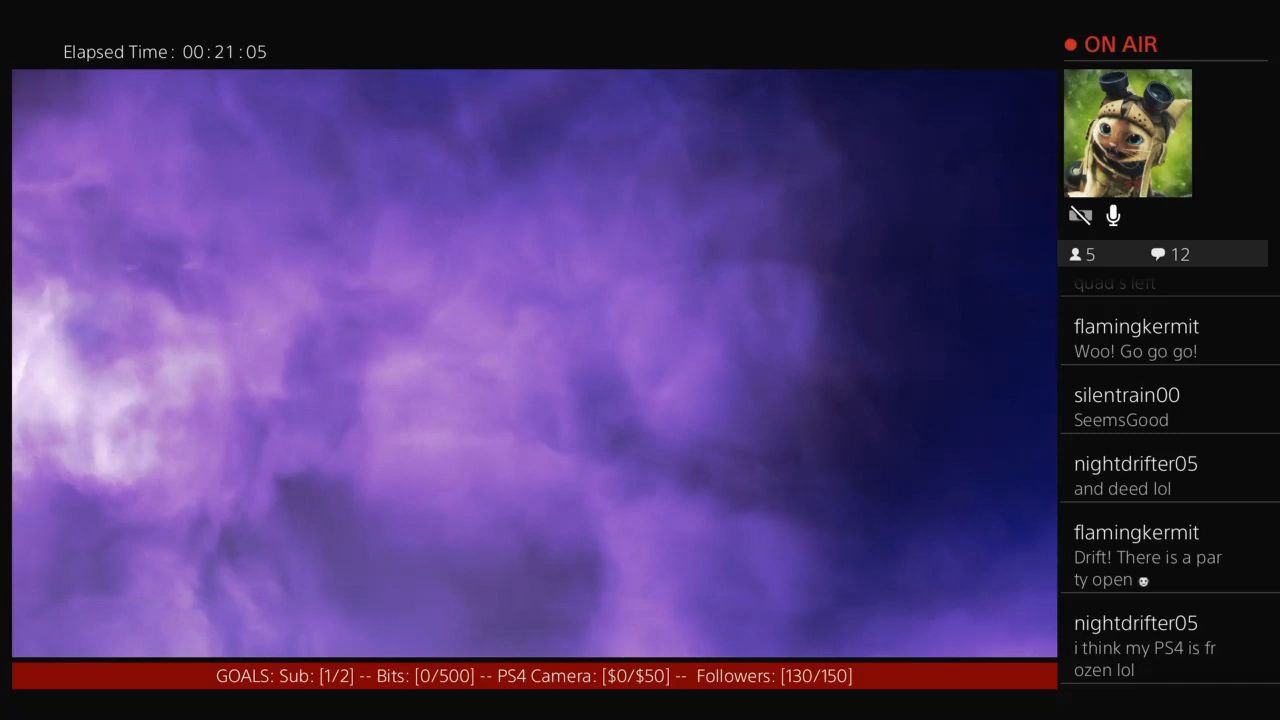 Elapsed Time: 00:21:05
ON AIR
5 12
quad s left
flamingkermit
Woo! Go go go!
silentrain00
SeemsGood
nightdrifter05
and deed lol
flamingkermit
Drift! There is a par
ty open
nightdrifter05
i think my PS4 is fr
ozen lol
GOALS: Sub: [1/2] -- Bits: [0/500] -- PS4 Camera: [$0/$50] -- Followers: [130/150]